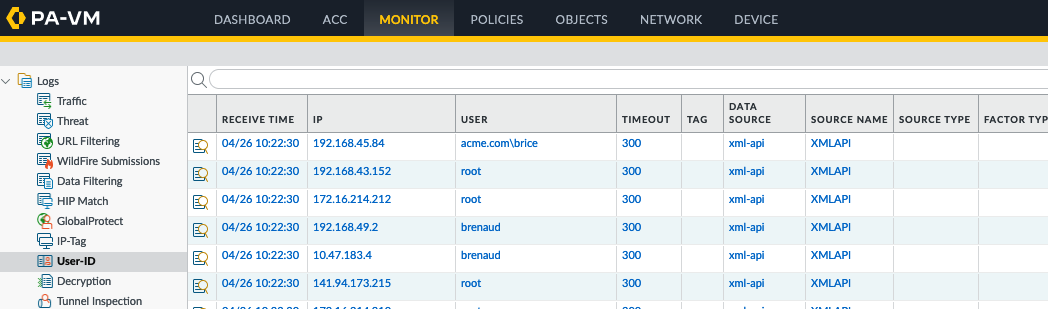 PA-VM DASHBOARD ACC MONITOR POLICIES OBJECTS NETWORK DEVICE
Logs
Traffic
Threat
URL Filtering
WildFire Submissions
Data Filtering
HIP Match
GlobalProtect
IP-Tag
User-ID
Decryption
Tunnel Inspection
RECEIVE TIME IP USER TIMEOUT TAG DATA SOURCE SOURCE NAME SOURCE TYPE FACTOR TYP
04/26 10:22:30 192.168.45.84 acme.com\brice 300 xml-api XMLAPI
04/26 10:22:30 192.168.43.152 root 300 xml-api XMLAPI
04/26 10:22:30 172.16.214.212 root 300 xml-api XMLAPI
04/26 10:22:30 192.168.49.2 brenaud 300 xml-api XMLAPI
04/26 10:22:30 10.47.183.4 brenaud 300 xml-api XMLAPI
04/26 10:22:30 141.94.173.215 root 300 xml-api XMLAPI